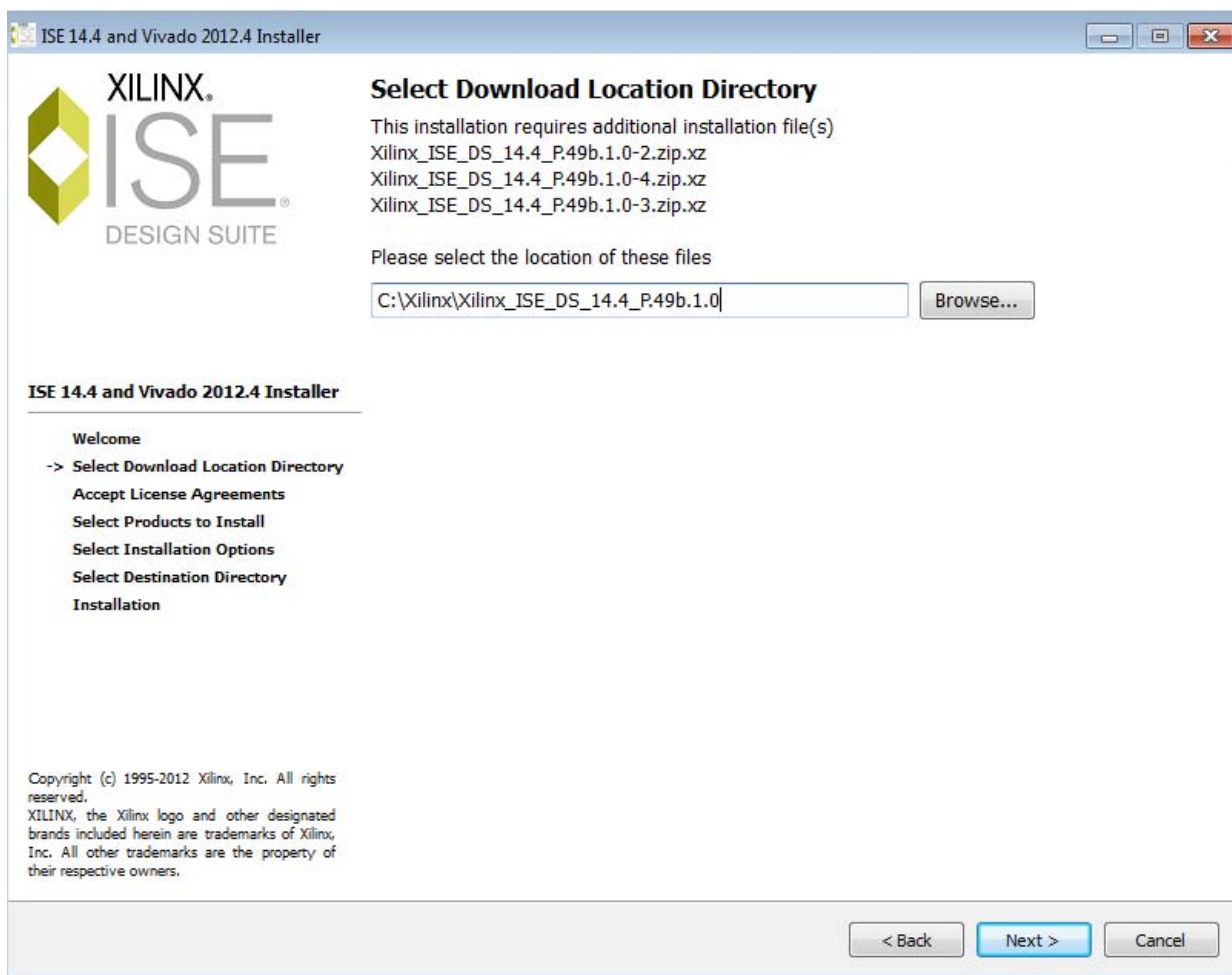 ISE 14.4 and Vivado 2012.4 Installer
XILINX®
ISE®
DESIGN SUITE
Select Download Location Directory
This installation requires additional installation file(s)
Xilinx_ISE_DS_14.4_P.49b.1.0-2.zip.xz
Xilinx_ISE_DS_14.4_P.49b.1.0-4.zip.xz
Xilinx_ISE_DS_14.4_P.49b.1.0-3.zip.xz
Please select the location of these files
C:\Xilinx\Xilinx_ISE_DS_14.4_P.49b.1.0
Browse...
ISE 14.4 and Vivado 2012.4 Installer
Welcome
-> Select Download Location Directory
Accept License Agreements
Select Products to Install
Select Installation Options
Select Destination Directory
Installation
Copyright (c) 1995-2012 Xilinx, Inc. All rights
reserved.
XILINX, the Xilinx logo and other designated
brands included herein are trademarks of Xilinx,
Inc. All other trademarks are the property of
their respective owners.
< Back
Next >
Cancel